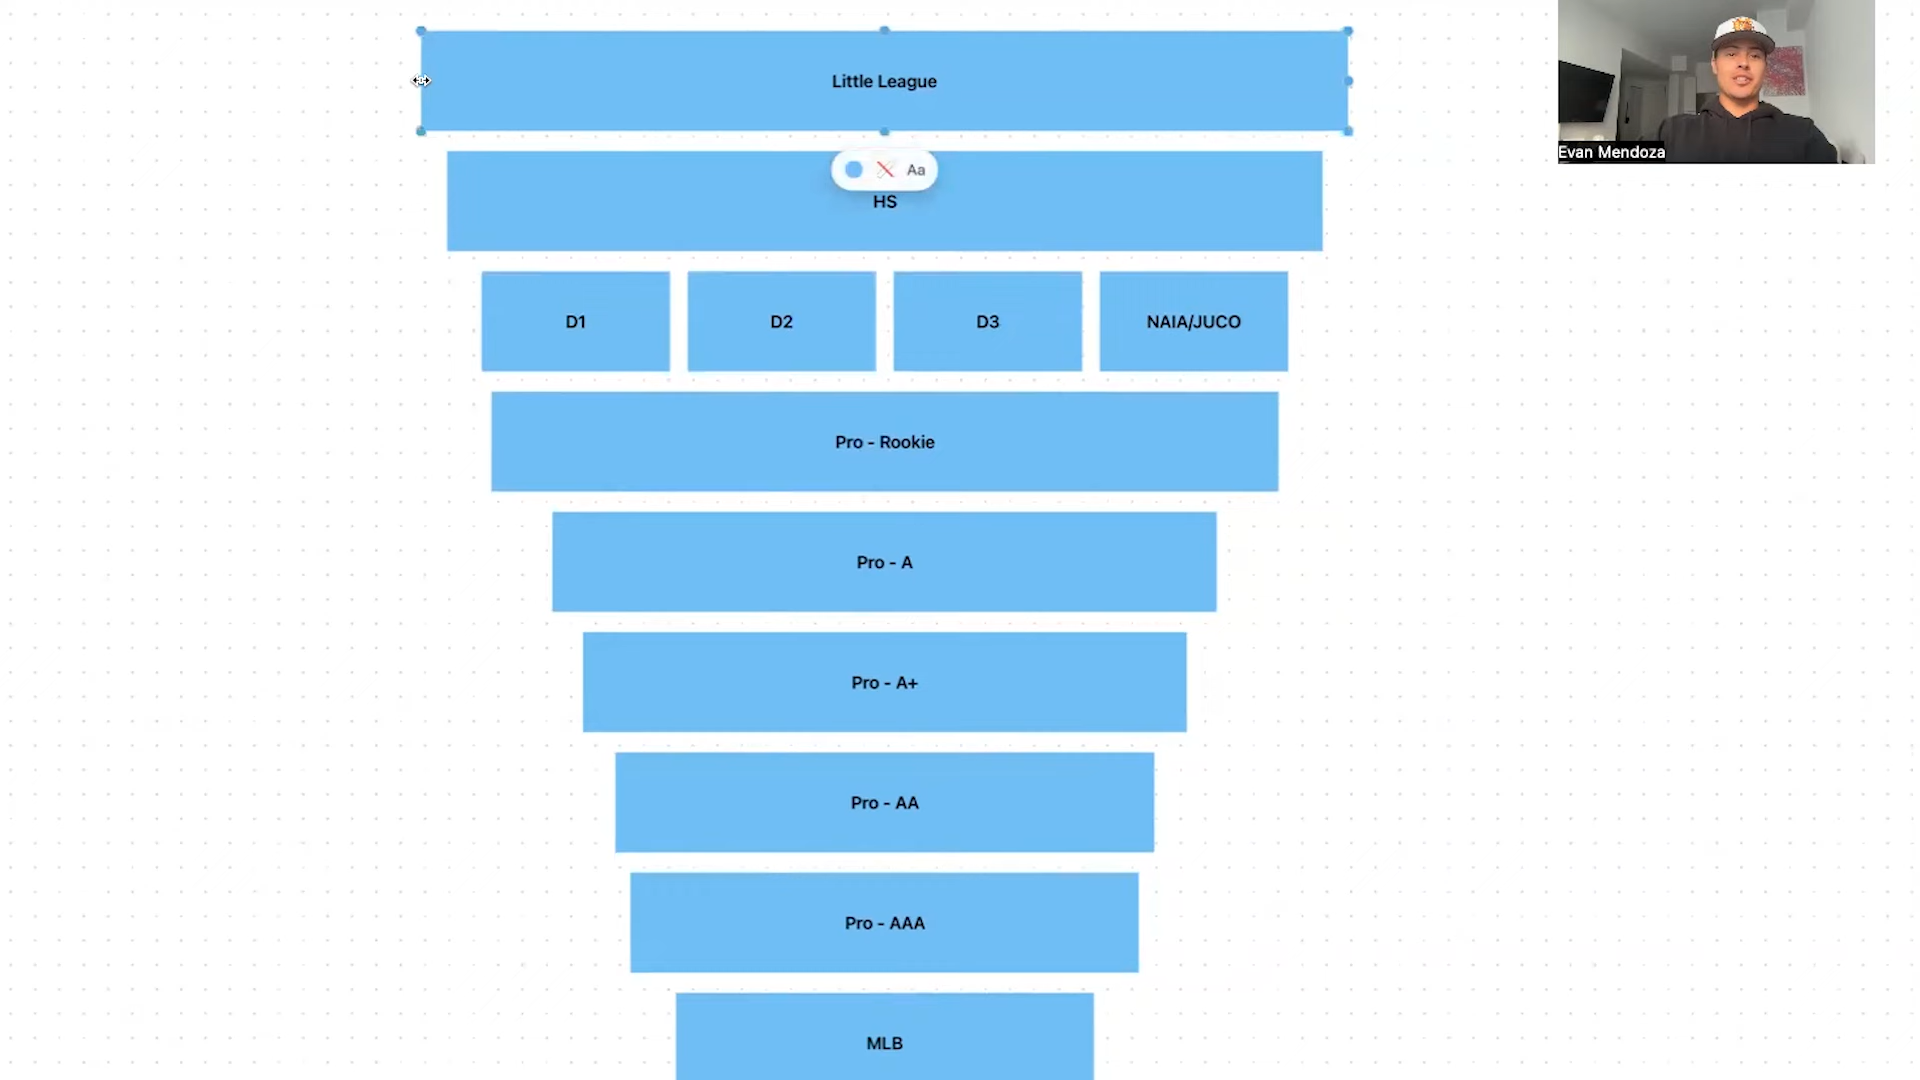 Little League
Evan Mendoza
Aa
HS
D1
D2
D3
NAIA/JUCO
Pro - Rookie
Pro - A
Pro - A+
Pro - AA
Pro - AAA
MLB